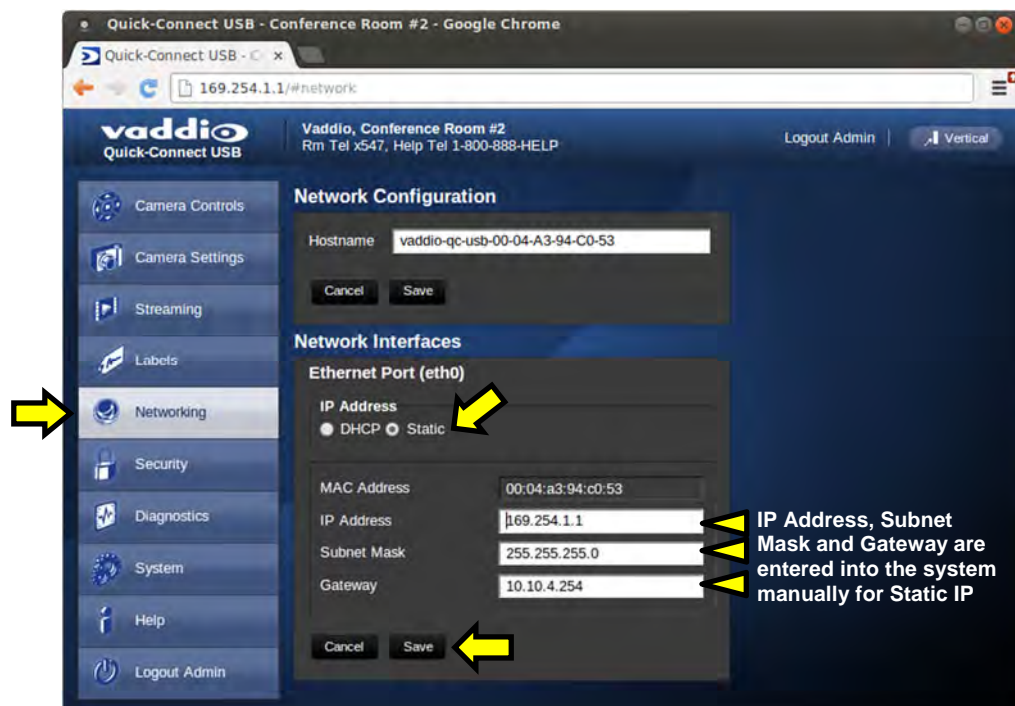 Quick-Connect USB - Conference Room #2 - Google Chrome
Quick-Connect USB - C
169.254.1.1/#network
vaddio
Quick-Connect USB
Vaddio, Conference Room #2
Rm Tel x547, Help Tel 1-800-888-HELP
Logout Admin
Vertical
Camera Controls
Camera Settings
Streaming
Labels
Networking
Security
Diagnostics
System
Help
Logout Admin
Network Configuration
Hostname vaddio-qc-usb-00-04-A3-94-C0-53
Cancel Save
Network Interfaces
Ethernet Port (eth0)
IP Address
DHCP Static
MAC Address 00:04:a3:94:c0:53
IP Address 169.254.1.1
Subnet Mask 255.255.255.0
Gateway 10.10.4.254
Cancel Save
IP Address, Subnet
Mask and Gateway are
entered into the system
manually for Static IP